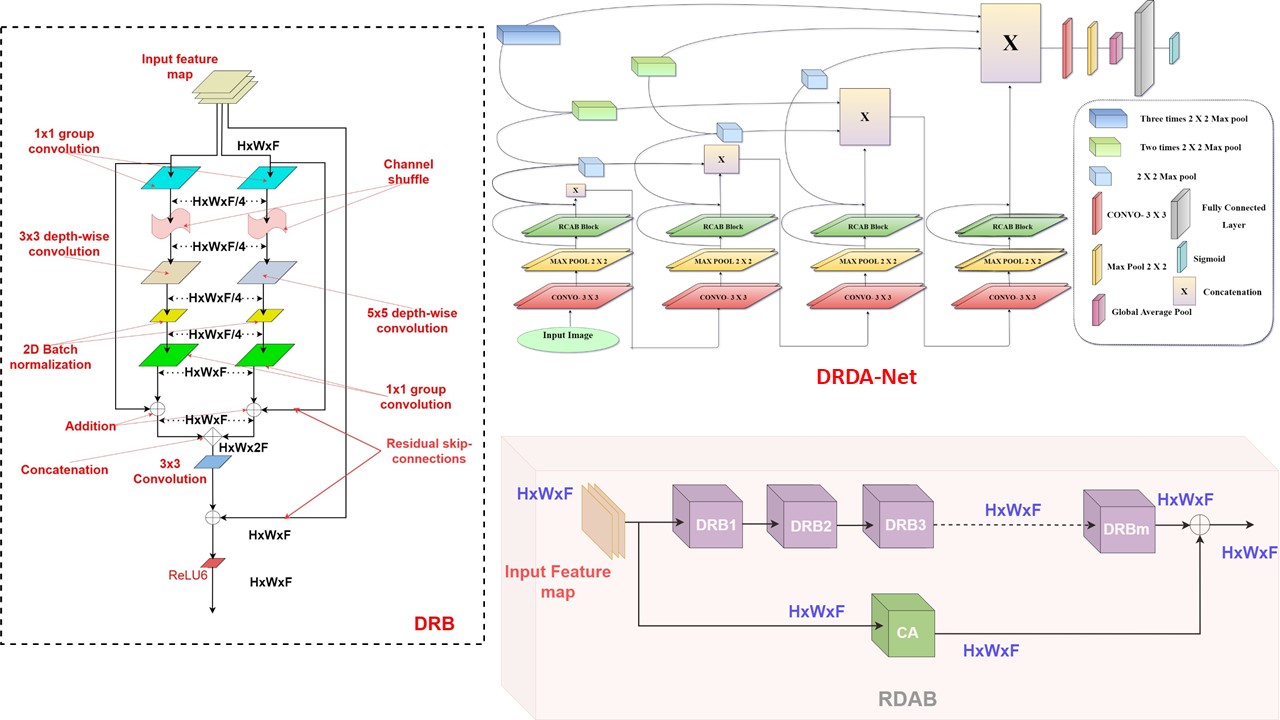 Input feature
map
1x1 group
convolution
HxWxF
Channel
shuffle
HxWxF/4
3x3 depth-wise
convolution
HxWxF/4
HxWxF/4
5x5 depth-wise
convolution
HxWxF/4
2D Batch
normalization
HxWxF
1x1 group
convolution
Addition
HxWxF
Residual skip-
connections
HxWx2F
Concatenation
3x3
Convolution
HxWxF
ReLU6
HxWxF
DRB
X
X
X
X
RCAB Block
RCAB Block
RCAB Block
RCAB Block
MAX POOL 2 X 2
MAX POOL 2 X 2
MAX POOL 2 X 2
MAX POOL 2 X 2
CONVO- 3 X 3
CONVO- 3 X 3
CONVO- 3 X 3
CONVO- 3 X 3
Input Image
Three times 2 X 2 Max pool
Two times 2 X 2 Max pool
2 X 2 Max pool
CONVO- 3 X 3
Fully Connected
Layer
Max Pool 2 X 2
Sigmoid
X
Concatenation
Global Average Pool
DRDA-Net
HxWxF
Input Feature
map
DRB1
DRB2
DRB3
HxWxF
DRBm
HxWxF
HxWxF
HxWxF
CA
HxWxF
RDAB